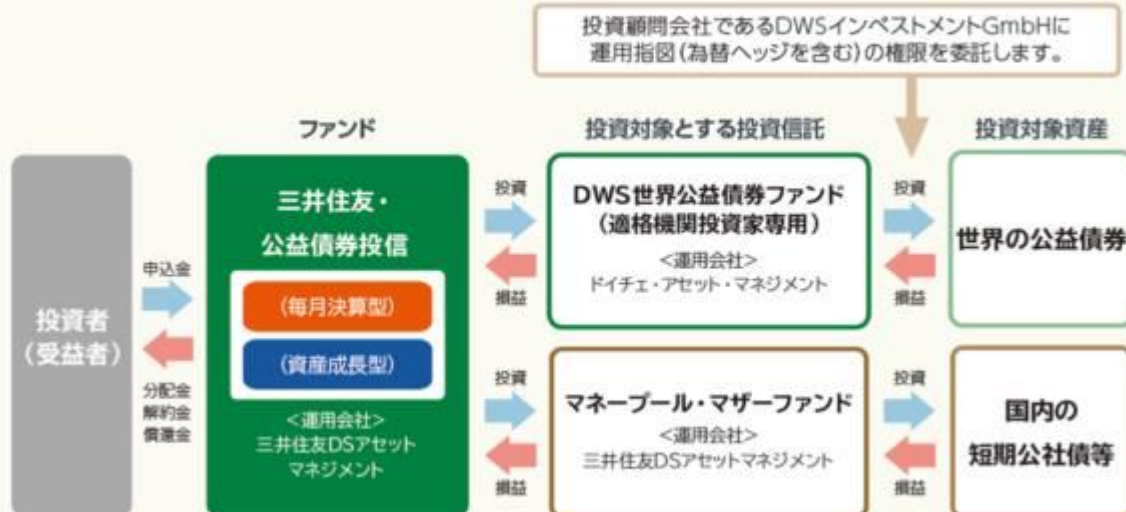 投資顧問会社であるDWSインベストメントGmbHに
運用指図(為替ヘッジを含む)の権限を委託します。
ファンド
投資対象とする投資信託
投資対象資産
投資者
(受益者)
申込金
分配金
解約金
償還金
三井住友・
公益債券投信
(毎月決算型)
(資産成長型)
<運用会社>
三井住友DSアセット
マネジメント
投資
損益
DWS世界公益債券ファンド
(適格機関投資家専用)
<運用会社>
ドイチェ・アセット・マネジメント
投資
損益
世界の公益債券
投資
損益
マネープール・マザーファンド
<運用会社>
三井住友DSアセットマネジメント
投資
損益
国内の
短期公社債等